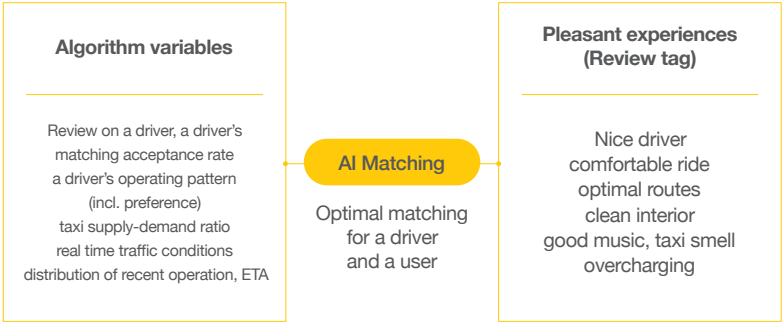 Algorithm variables
Review on a driver, a driver's
matching acceptance rate
a driver's operating pattern
(incl. preference)
taxi supply-demand ratio
real time traffic conditions
distribution of recent operation, ETA
AI Matching
Optimal matching
for a driver
and a user
Pleasant experiences
(Review tag)
Nice driver
comfortable ride
optimal routes
clean interior
good music, taxi smell
overcharging